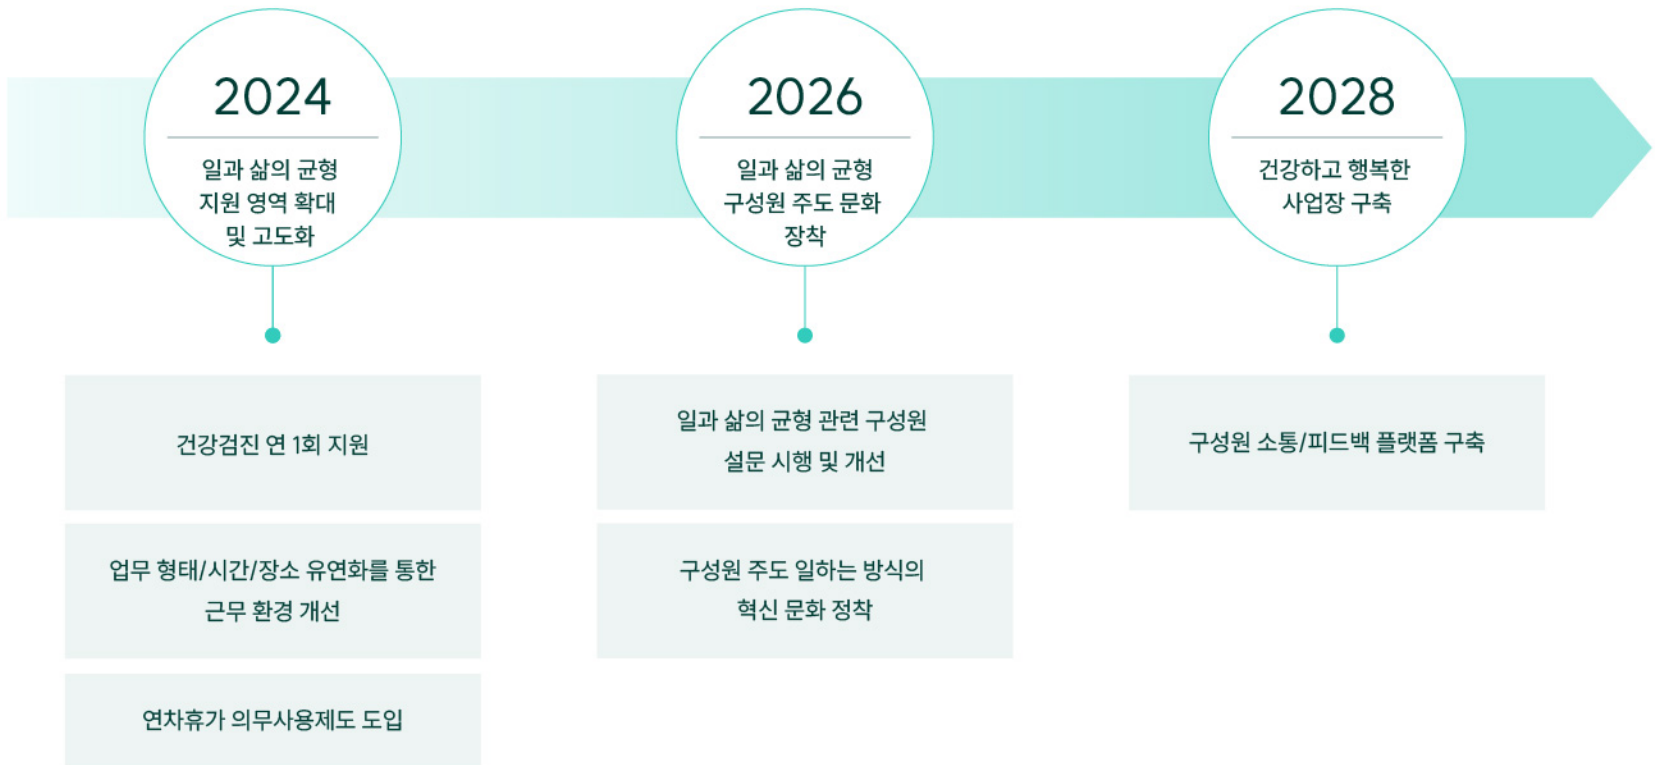 2024
일과 삶의 균형
지원 영역 확대
및 고도화
건강검진 연 1회 지원
업무 형태/시간/장소 유연화를 통한
근무 환경 개선
연차휴가 의무사용제도 도입
2026
일과 삶의 균형
구성원 주도 문화
장착
일과 삶의 균형 관련 구성원
설문 시행 및 개선
구성원 주도 일하는 방식의
혁신 문화 정착
2028
건강하고 행복한
사업장 구축
구성원 소통/피드백 플랫폼 구축